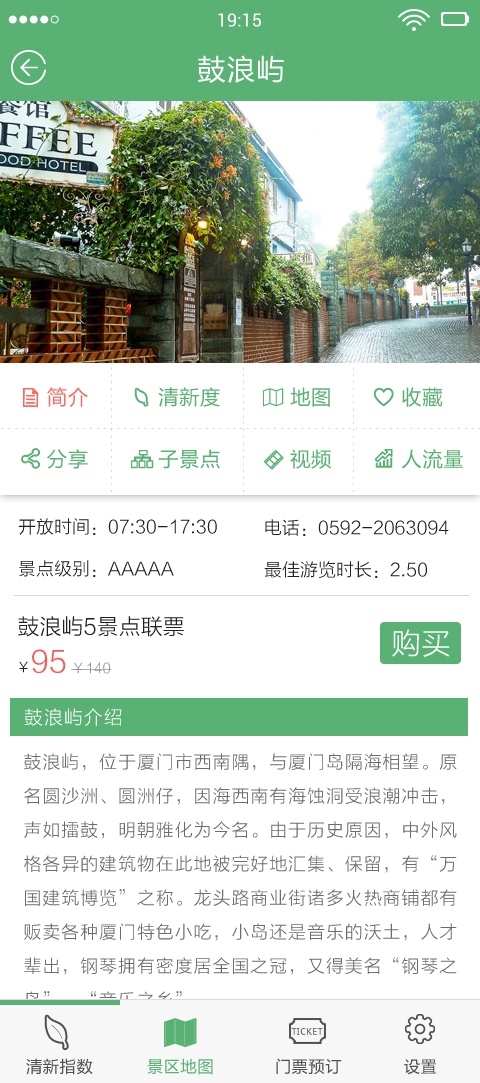 19:15
鼓浪屿
餐馆
FFEE
OOD HOTEL
简介 清新度 地图 收藏
分享 子景点 视频 人流量
开放时间：07:30-17:30 电话：0592-2063094
景点级别：AAAAA 最佳游览时长：2.50
鼓浪屿5景点联票
￥95 ￥140
购买
鼓浪屿介绍
鼓浪屿，位于厦门市西南隅，与厦门岛隔海相望。原
名圆沙洲、圆洲仔，因海西南有海蚀洞受浪潮冲击，
声如擂鼓，明朝雅化为今名。由于历史原因，中外风
格各异的建筑物在此地被完好地汇集、保留，有“万
国建筑博览”之称。龙头路商业街诸多火热商铺都有
贩卖各种厦门特色小吃，小岛还是音乐的沃土，人才
辈出，钢琴拥有密度居全国之冠，又得美名“钢琴之
岛”、“音乐之乡”
TICKET
清新指数 景区地图 门票预订 设置